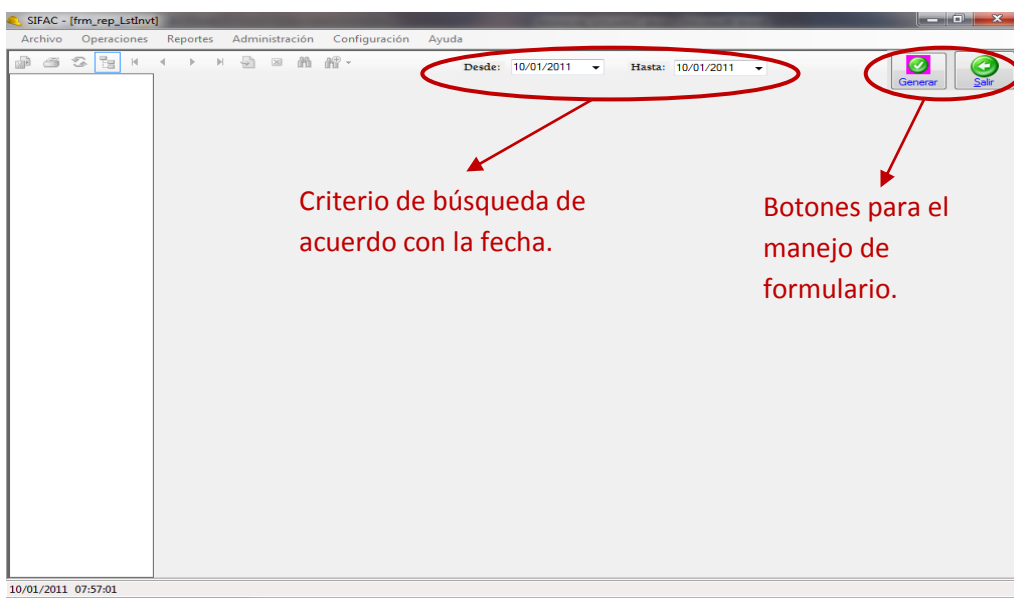 SIFAC - [frm_rep_LstInvt]
Archivo Operaciones Reportes Administración Configuración Ayuda
Desde: 10/01/2011 Hasta: 10/01/2011
Generar Salir
Criterio de búsqueda de
acuerdo con la fecha.
Botones para el
manejo de
formulario.
10/01/2011 07:57:01